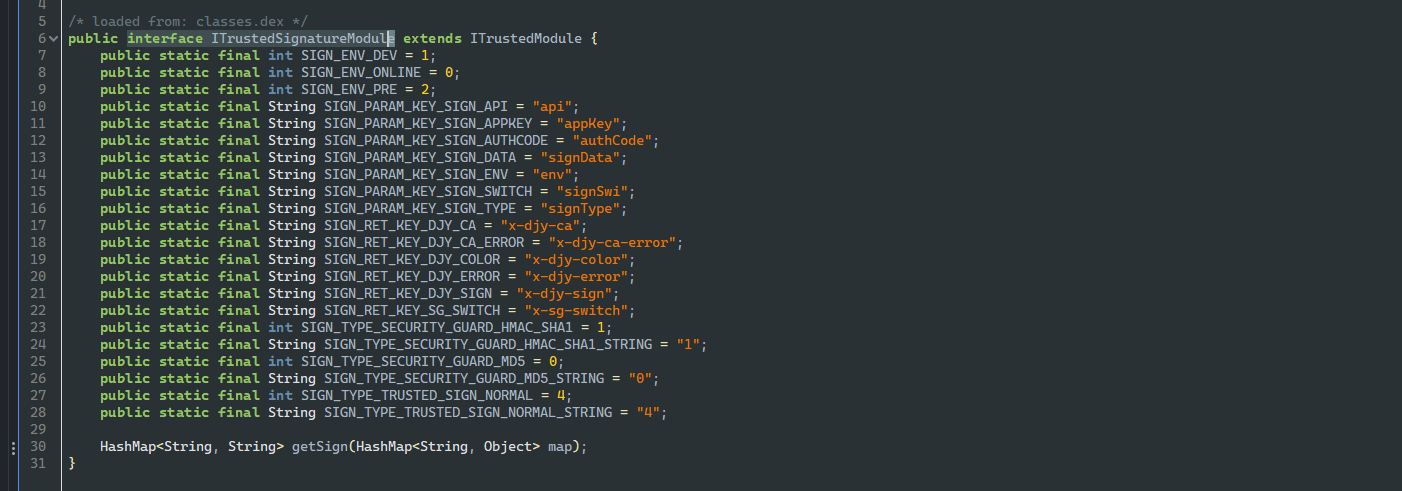 4
5 /* loaded from: classes.dex */
6 public interface ITrustedSignatureModule extends ITrustedModule {
7 public static final int SIGN_ENV_DEV = 1;
8 public static final int SIGN_ENV_ONLINE = 0;
9 public static final int SIGN_ENV_PRE = 2;
10 public static final String SIGN_PARAM_KEY_SIGN_API = "api";
11 public static final String SIGN_PARAM_KEY_SIGN_APPKEY = "appKey";
12 public static final String SIGN_PARAM_KEY_SIGN_AUTHCODE = "authCode";
13 public static final String SIGN_PARAM_KEY_SIGN_DATA = "signData";
14 public static final String SIGN_PARAM_KEY_SIGN_ENV = "env";
15 public static final String SIGN_PARAM_KEY_SIGN_SWITCH = "signSwi";
16 public static final String SIGN_PARAM_KEY_SIGN_TYPE = "signType";
17 public static final String SIGN_RET_KEY_DJY_CA = "x-djy-ca";
18 public static final String SIGN_RET_KEY_DJY_CA_ERROR = "x-djy-ca-error";
19 public static final String SIGN_RET_KEY_DJY_COLOR = "x-djy-color";
20 public static final String SIGN_RET_KEY_DJY_ERROR = "x-djy-error";
21 public static final String SIGN_RET_KEY_DJY_SIGN = "x-djy-sign";
22 public static final String SIGN_RET_KEY_SG_SWITCH = "x-sg-switch";
23 public static final int SIGN_TYPE_SECURITY_GUARD_HMAC_SHA1 = 1;
24 public static final String SIGN_TYPE_SECURITY_GUARD_HMAC_SHA1_STRING = "1";
25 public static final int SIGN_TYPE_SECURITY_GUARD_MD5 = 0;
26 public static final String SIGN_TYPE_SECURITY_GUARD_MD5_STRING = "0";
27 public static final int SIGN_TYPE_TRUSTED_SIGN_NORMAL = 4;
28 public static final String SIGN_TYPE_TRUSTED_SIGN_NORMAL_STRING = "4";
29
30 HashMap<String, String> getSign(HashMap<String, Object> map);
31 }